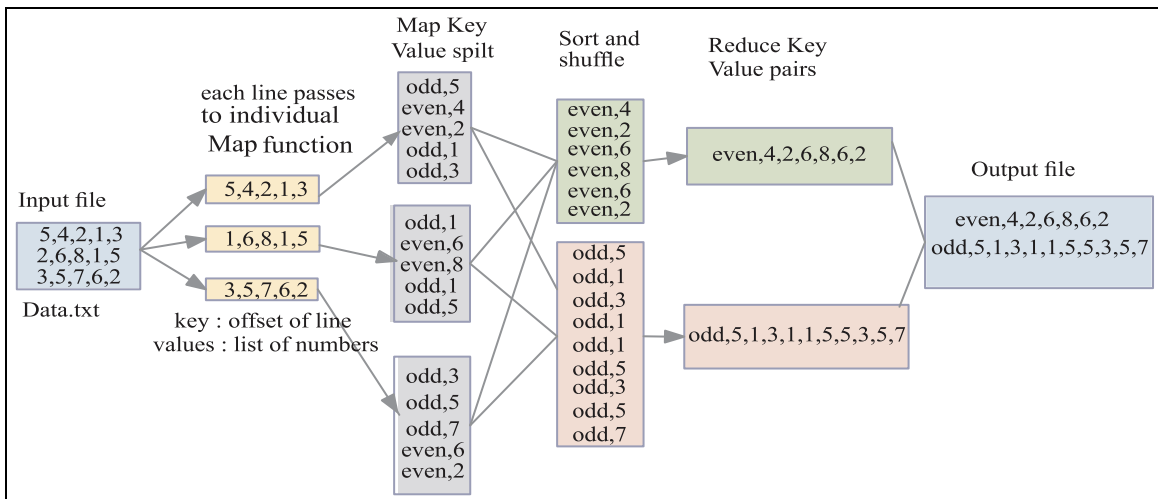 Input file
5,4,2,1,3
2,6,8,1,5
3,5,7,6,2
Data.txt
each line passes
to individual
Map function
5,4,2,1,3
1,6,8,1,5
3,5,7,6,2
key : offset of line
values : list of numbers
Map Key
Value spilt
odd,5
even,4
even,2
odd,1
odd,3
odd,1
even,6
even,8
odd,1
odd,5
odd,3
odd,5
odd,7
even,6
even,2
Sort and
shuffle
even,4
even,2
even,6
even,8
even,6
even,2
odd,5
odd,1
odd,3
odd,1
odd,1
odd,5
odd,3
odd,5
odd,7
Reduce Key
Value pairs
even,4,2,6,8,6,2
odd,5,1,3,1,1,5,5,3,5,7
Output file
even,4,2,6,8,6,2
odd,5,1,3,1,1,5,5,3,5,7